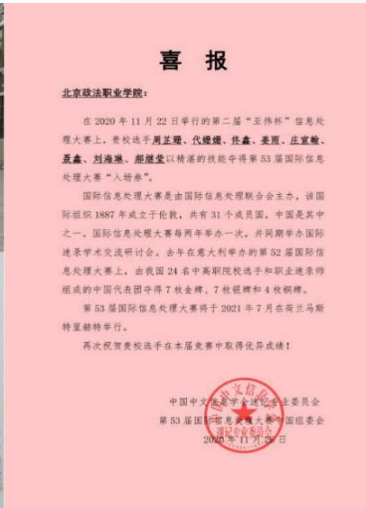 喜 报
北京政法职业学院：
在 2020 年 11 月 22 日举行的第二届“亚伟杯”信息处
理大赛上，贵校选手周芷珊、代姗姗、佟鑫、姜雨、庄宣翰、
聂鑫、刘海琳、郝继莹以精湛的技能夺得第 53 届国际信息
处理大赛“入场券”。
国际信息处理大赛是由国际信息处理联合会主办，该国
际组织 1887 年成立于伦敦，共有 31 个成员国，中国是其中
之一。国际信息处理大赛每两年举办一次，并同期举办国际
速录学术交流研讨会。去年在意大利举办的第 52 届国际信
息处理大赛上，由我国 24 名中高职院校选手和职业速录师
组成的中国代表团夺得 7 枚金牌、7 枚银牌和 4 枚铜牌。
第 53 届国际信息处理大赛将于 2021 年 7 月在荷兰马斯
特里赫特举行。
再次祝贺贵校选手在本届竞赛中取得优异成绩！
中国中文信息学会速记专业委员会
第 53 届国际信息处理大赛中国组委会
2020 年 11 月 26 日